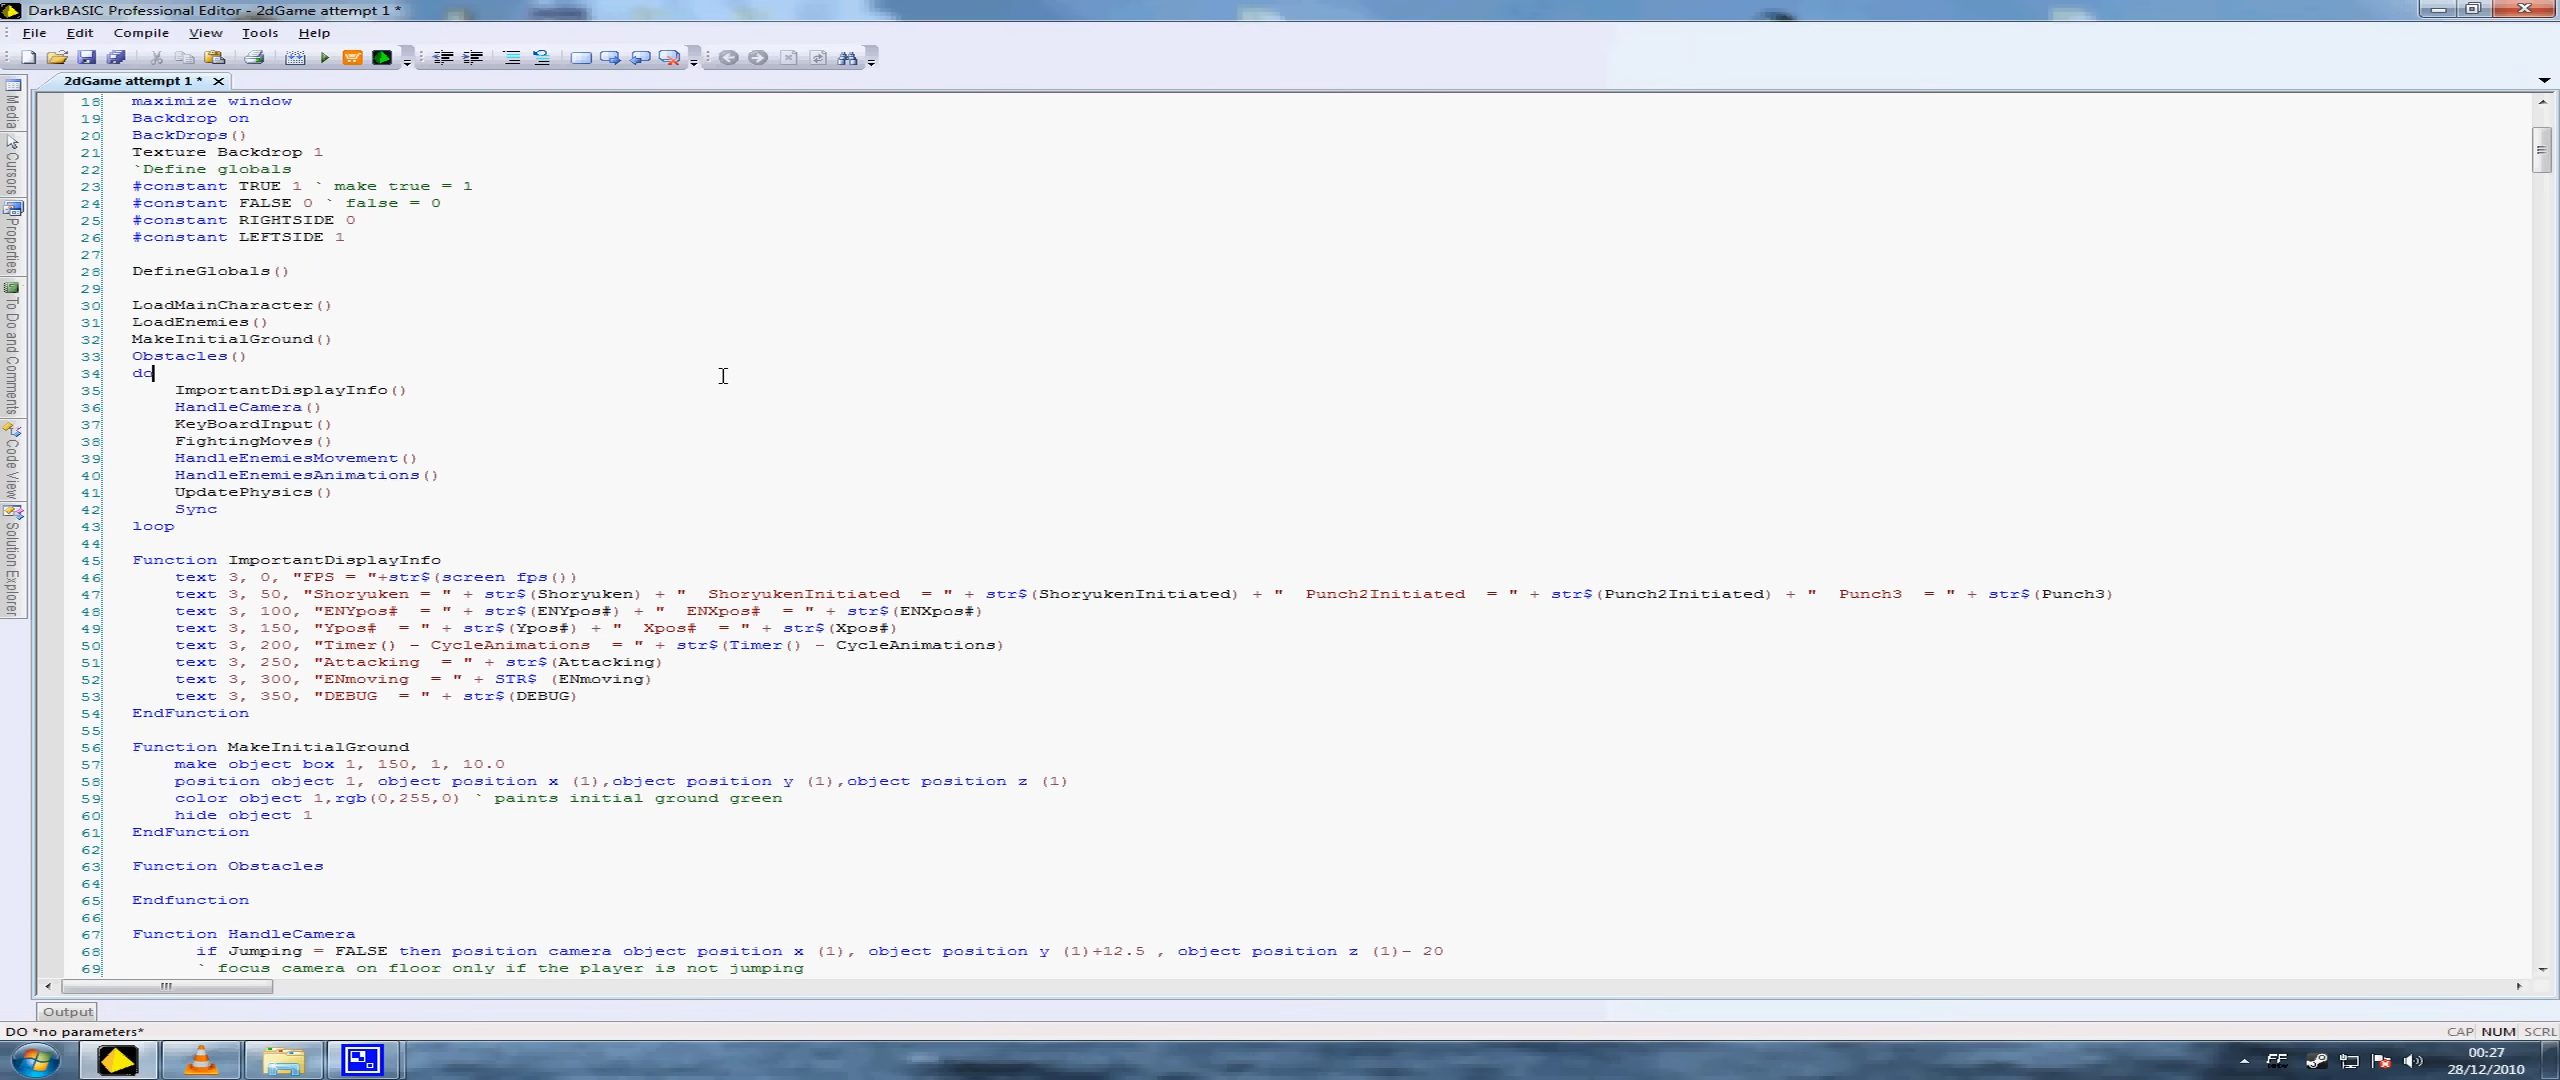 DarkBASIC Professional Editor - 2dGame attempt 1 *
File Edit Compile View Tools Help
2dGame attempt 1 *
Media
Cursors
Properties
To Do and Comments
Code View
Solution Explorer
18 maximize window
19 Backdrop on
20 BackDrops()
21 Texture Backdrop 1
22 `Define globals
23 #constant TRUE 1 ` make true = 1
24 #constant FALSE 0 ` false = 0
25 #constant RIGHTSIDE 0
26 #constant LEFTSIDE 1
27
28 DefineGlobals()
29
30 LoadMainCharacter()
31 LoadEnemies()
32 MakeInitialGround()
33 Obstacles()
34 do
35 ImportantDisplayInfo()
36 HandleCamera()
37 KeyBoardInput()
38 FightingMoves()
39 HandleEnemiesMovement()
40 HandleEnemiesAnimations()
41 UpdatePhysics()
42 Sync
43 loop
44
45 Function ImportantDisplayInfo
46 text 3, 0, "FPS = "+str$(screen fps())
47 text 3, 50, "Shoryuken = " + str$(Shoryuken) + "  ShoryukenInitiated  = " + str$(ShoryukenInitiated) + "  Punch2Initiated  = " + str$(Punch2Initiated) + "  Punch3  = " + str$(Punch3)
48 text 3, 100, "ENYpos#  = " + str$(ENYpos#) + "  ENXpos#  = " + str$(ENXpos#)
49 text 3, 150, "Ypos#  = " + str$(Ypos#) + "  Xpos#  = " + str$(Xpos#)
50 text 3, 200, "Timer() - CycleAnimations  = " + str$(Timer() - CycleAnimations)
51 text 3, 250, "Attacking  = " + str$(Attacking)
52 text 3, 300, "ENmoving  = " + STR$ (ENmoving)
53 text 3, 350, "DEBUG  = " + str$(DEBUG)
54 EndFunction
55
56 Function MakeInitialGround
57 make object box 1, 150, 1, 10.0
58 position object 1, object position x (1),object position y (1),object position z (1)
59 color object 1,rgb(0,255,0) ` paints initial ground green
60 hide object 1
61 EndFunction
62
63 Function Obstacles
64
65 Endfunction
66
67 Function HandleCamera
68 if Jumping = FALSE then position camera object position x (1), object position y (1)+12.5 , object position z (1)- 20
69 ` focus camera on floor only if the player is not jumping
Output
DO *no parameters*
CAP NUM SCRL
00:27
28/12/2010